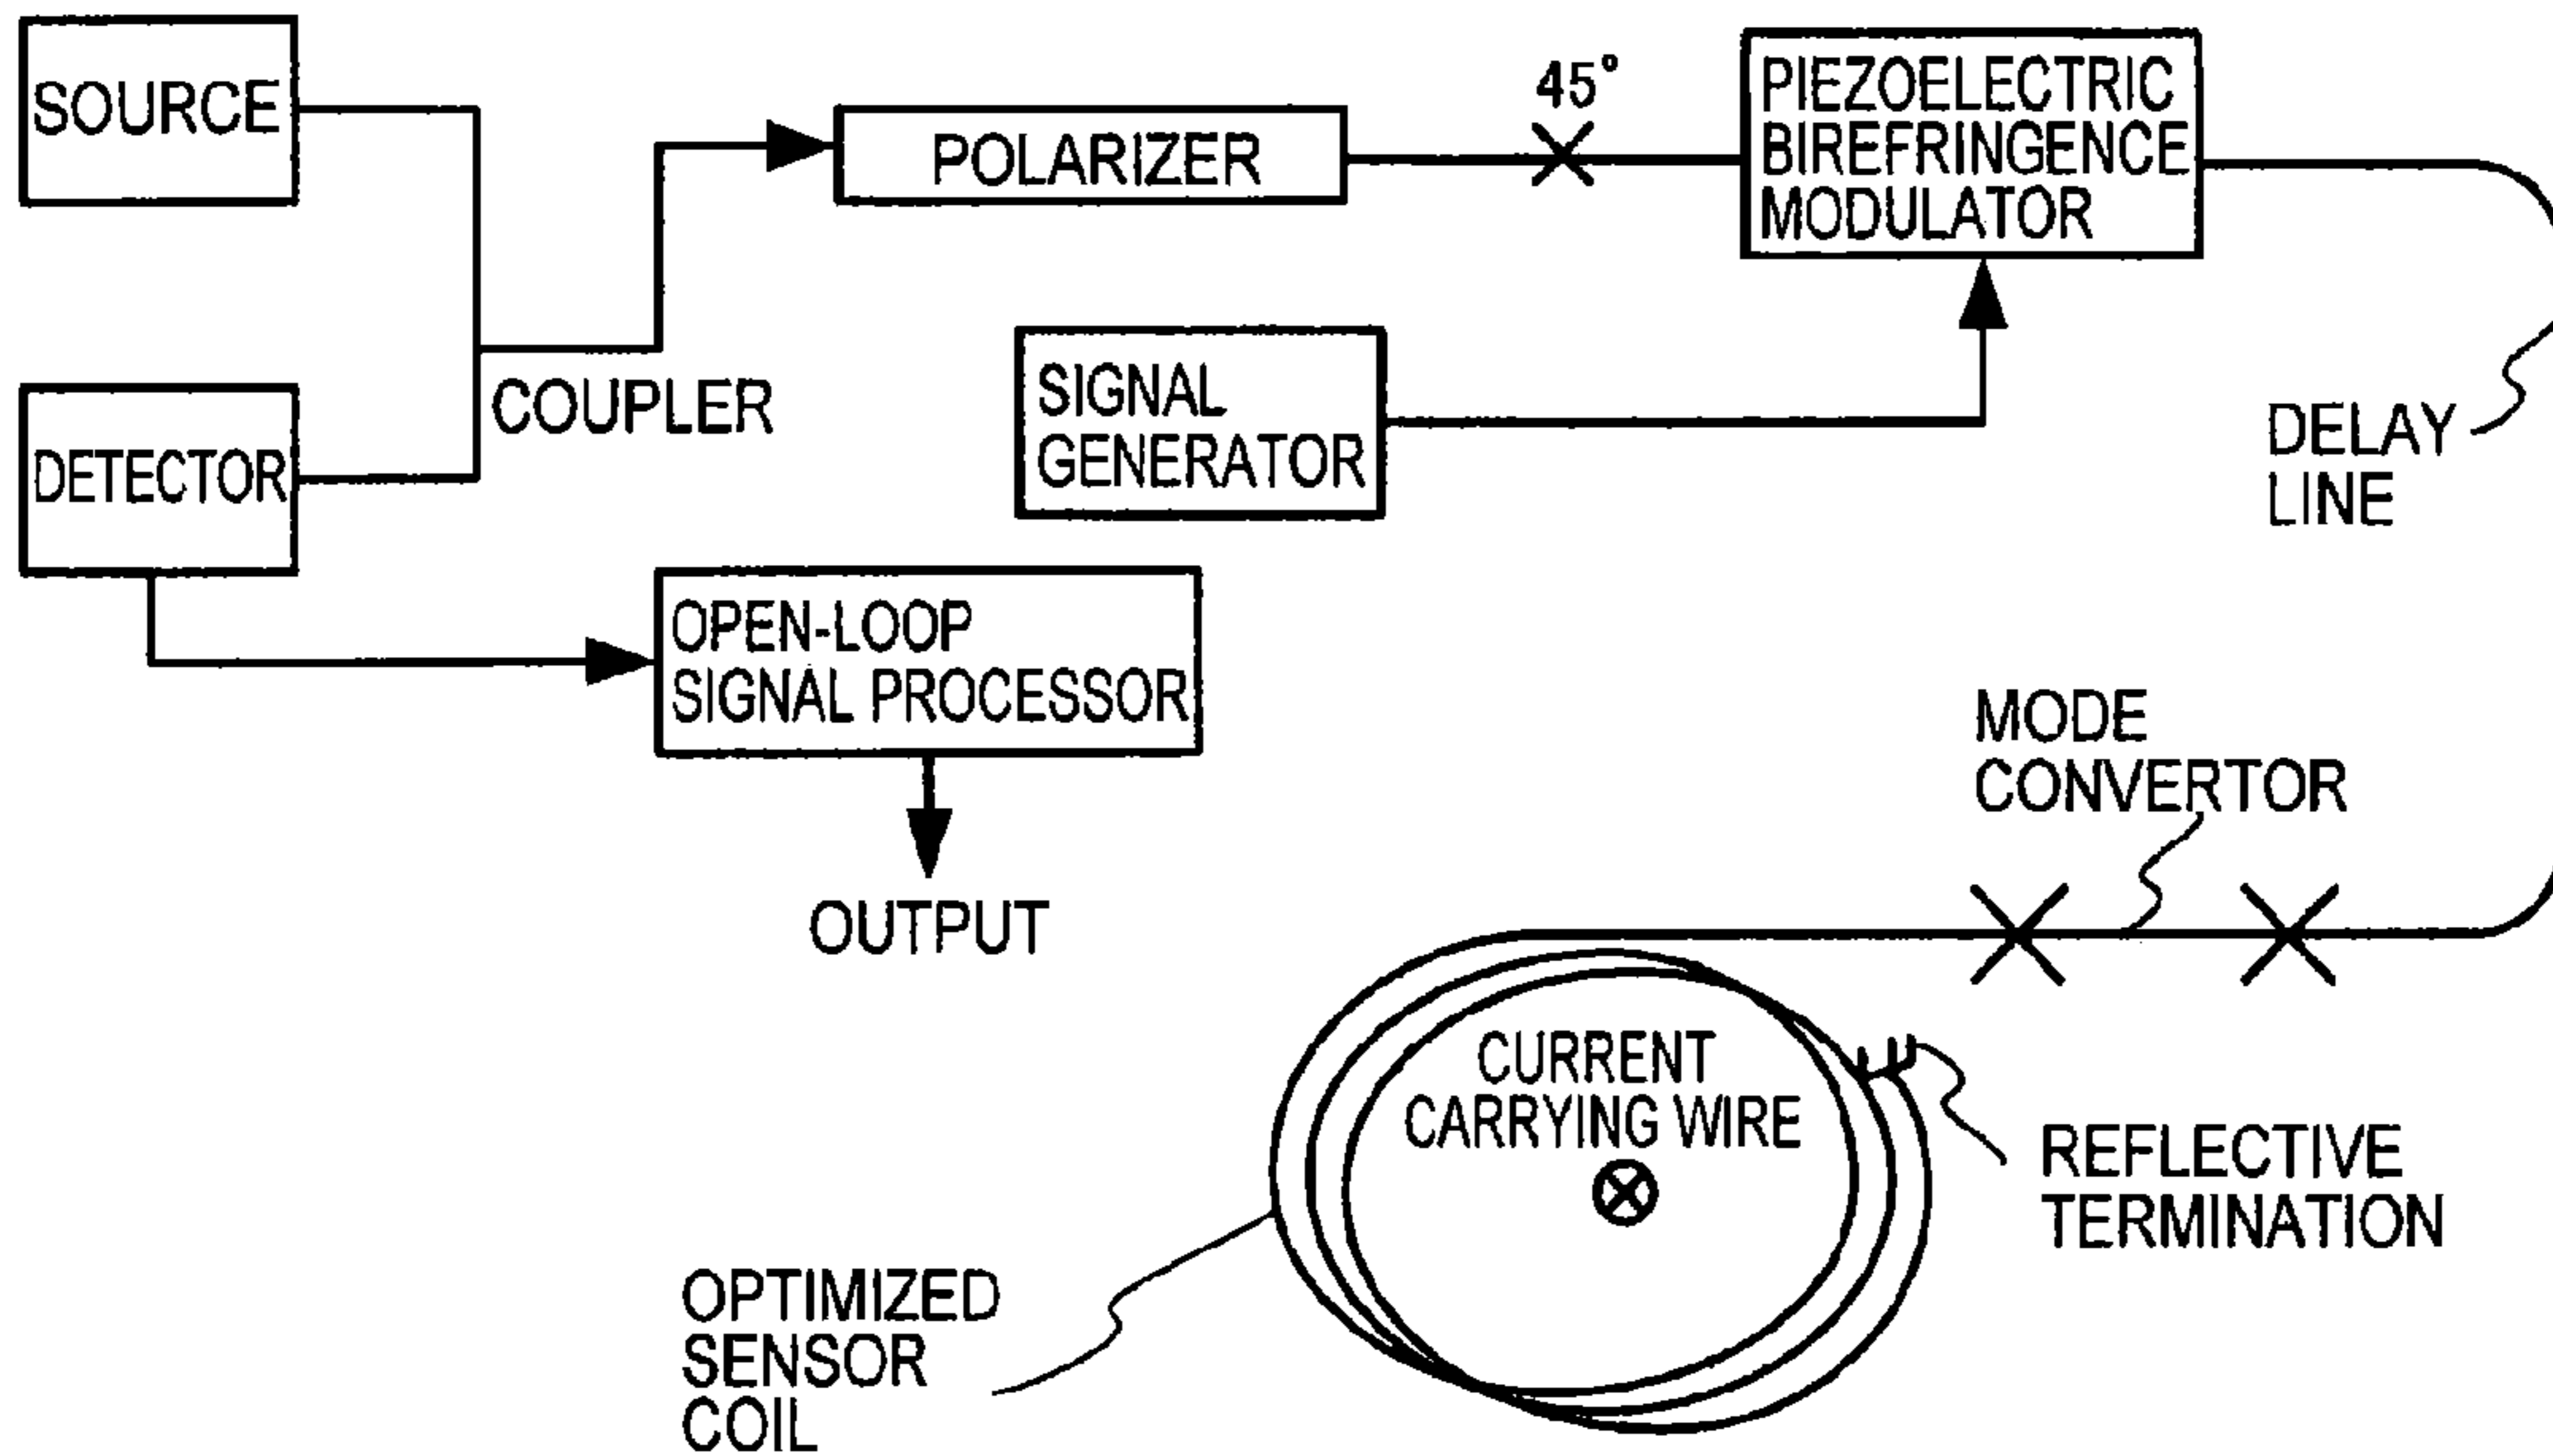 SOURCE
POLARIZER
45°
PIEZOELECTRIC
BIREFRINGENCE
MODULATOR
COUPLER
DETECTOR
SIGNAL
GENERATOR
DELAY
LINE
OPEN-LOOP
SIGNAL PROCESSOR
OUTPUT
MODE
CONVERTOR
CURRENT
CARRYING WIRE
REFLECTIVE
TERMINATION
OPTIMIZED
SENSOR
COIL